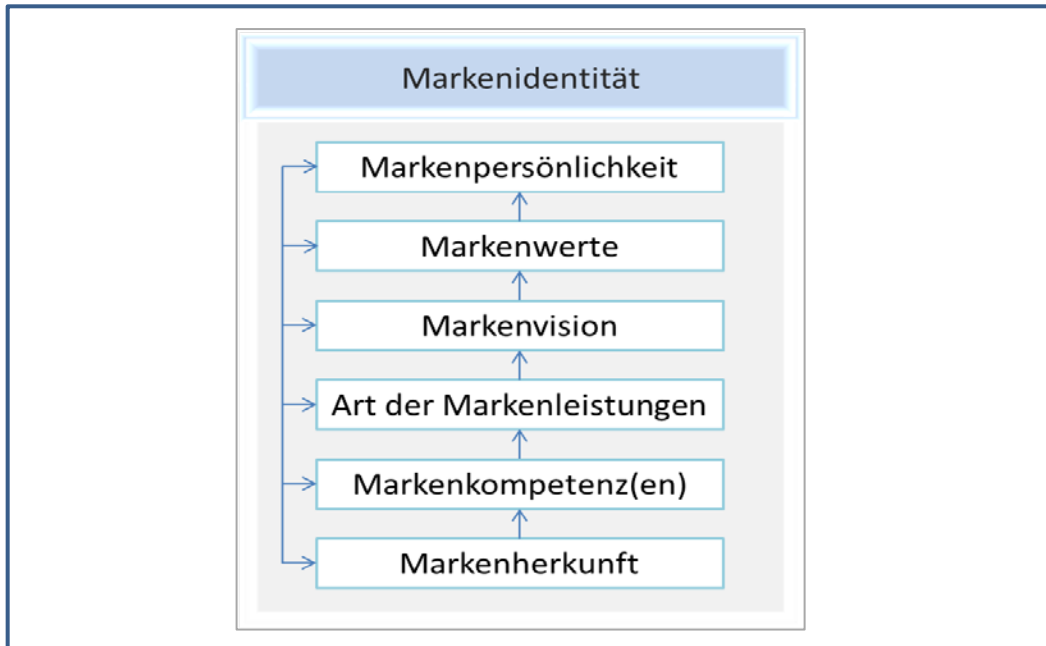 Markenidentität
Markenpersönlichkeit
Markenwerte
Markenvision
Art der Markenleistungen
Markenkompetenz(en)
Markenherkunft